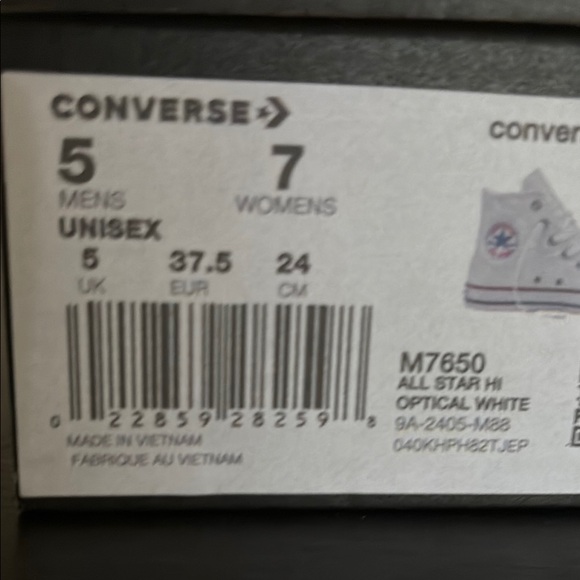 CONVERSE
conver
5 7
MENS WOMENS
UNISEX
5 37.5 24
UK EUR CM
0 22859 28259 8
MADE IN VIETNAM
FABRIQUE AU VIETNAM
M7650
ALL STAR HI
OPTICAL WHITE
9A-2405-M88
040KHPH82TJEP